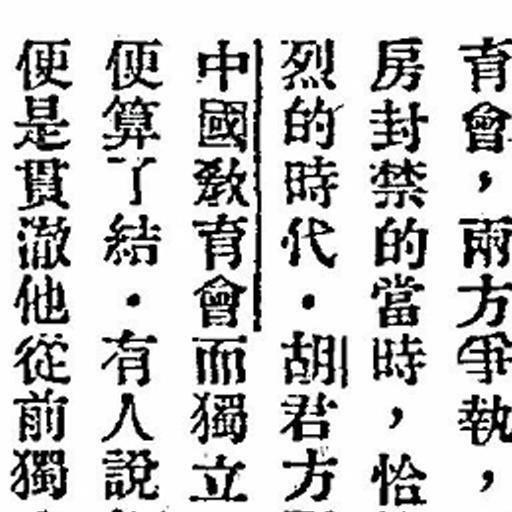 育會，兩方爭執，
房封禁的當時，恰
烈的時代．胡君方
中國教育會而獨立
便算了結．有人說
便是貫澈他從前獨